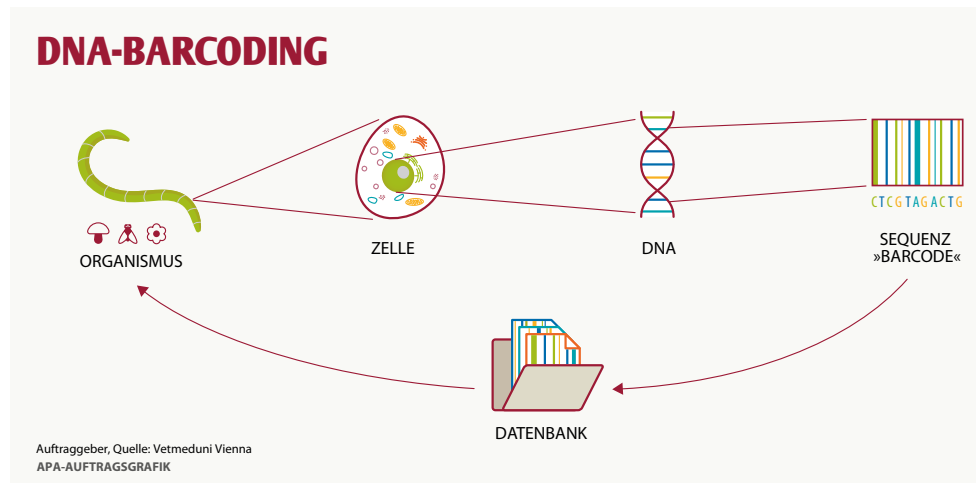 DNA-BARCODING
ORGANISMUS
ZELLE
DNA
CTCGTAGACTG
SEQUENZ
»BARCODE«
DATENBANK
Auftraggeber, Quelle: Vetmeduni Vienna
APA-AUFTRAGSGRAFIK